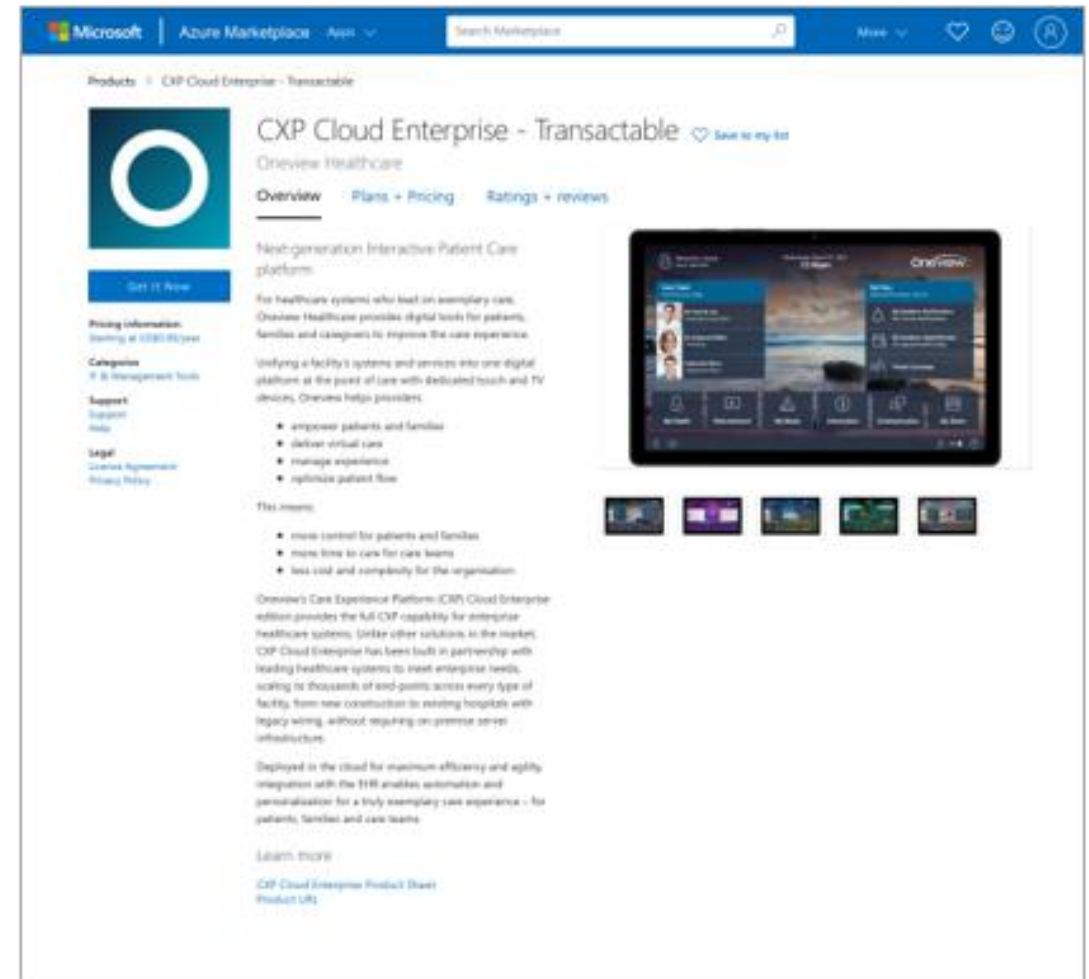 Microsoft Azure Marketplace Apps More
Search Marketplace
Products CXP Cloud Enterprise - Transactable
CXP Cloud Enterprise - Transactable Save to my list
Oneview Healthcare
Overview Plans + Pricing Ratings + reviews
Get It Now
Pricing information
Starting at
Categories
IT & Management Tools
Support
Support
Help
Legal
License Agreement
Privacy Policy
Next generation Interactive Patient Care
platform
For healthcare systems who lead on exemplary care,
Oneview Healthcare provides digital tools for patients,
families and caregivers to improve the care experience.
Unifying a facility's systems and services into one digital
platform at the point of care with dedicated touch and TV
devices, Oneview helps providers:
• empower patients and families
• deliver virtual care
• manage experience
• optimize patient flow
This means:
• more control for patients and families
• more time to care for care teams
• less cost and complexity for the organisation
Oneview's Care Experience Platform (CXP) Cloud Enterprise
edition provides the full CXP capability for enterprise
healthcare systems. Unlike other solutions in the market,
CXP Cloud Enterprise has been built in partnership with
leading healthcare systems to meet enterprise needs,
scaling to thousands of end-points across every type of
facility, from new construction to existing hospitals with
legacy wiring, without requiring on-premise server
infrastructure.
Deployed in the cloud for maximum efficiency and agility,
integration with the EHR enables automation and
personalization for a truly exemplary care experience – for
patients, families and care teams.
Learn more
CXP Cloud Enterprise Product Sheet
Product URL
oneview